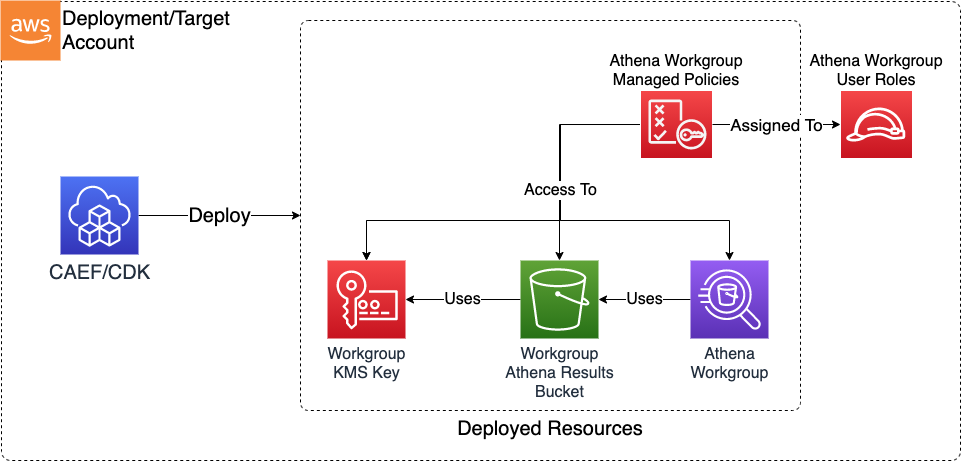 aws
Deployment/Target
Account
Athena Workgroup
Managed Policies
Athena Workgroup
User Roles
Assigned To
Access To
Deploy
CAEF/CDK
Uses
Uses
Workgroup
KMS Key
Workgroup
Athena Results
Bucket
Athena
Workgroup
Deployed Resources